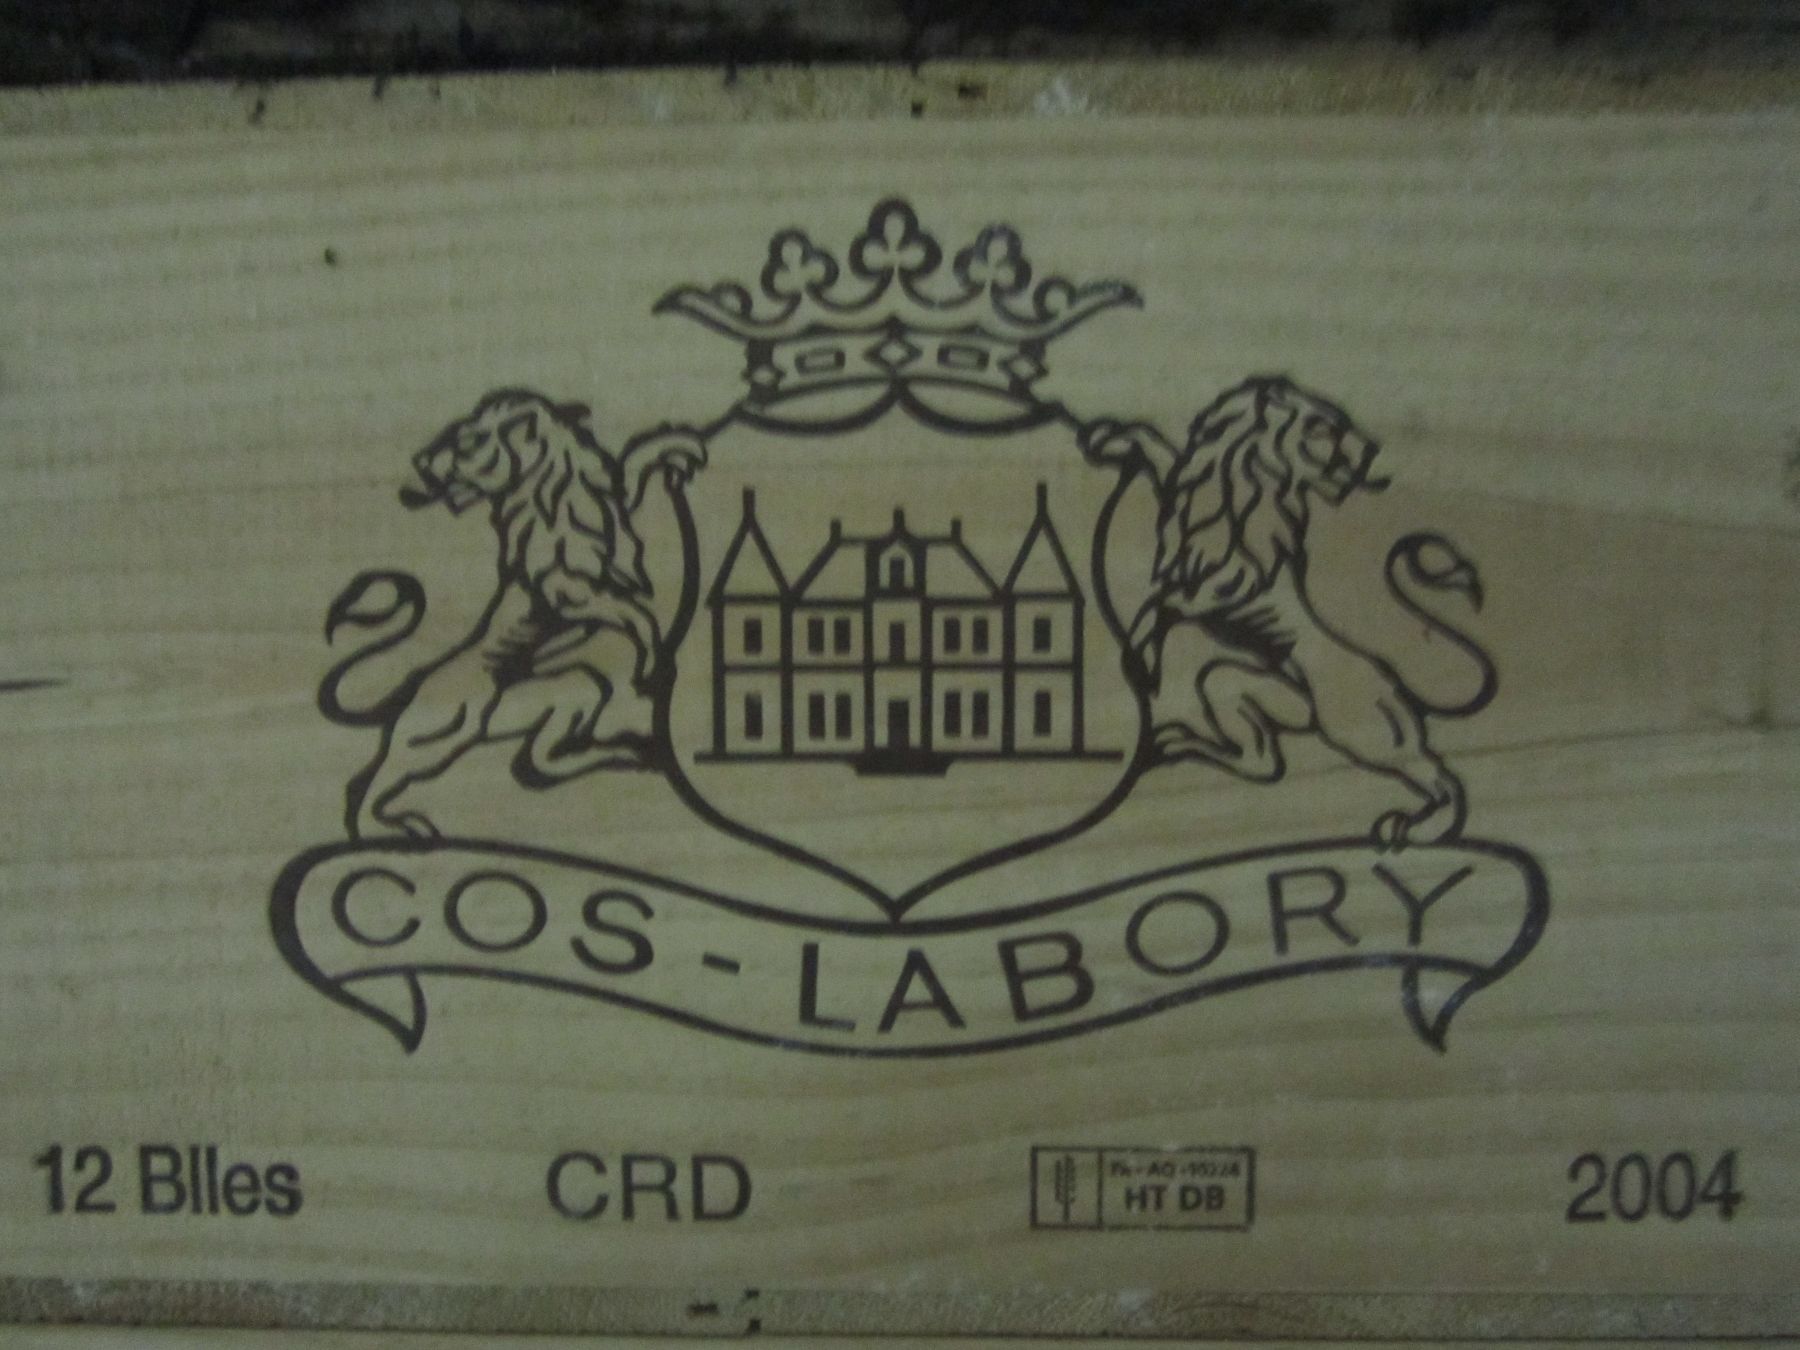 COS-LABORY
12 Blles CRD HT DB 2004